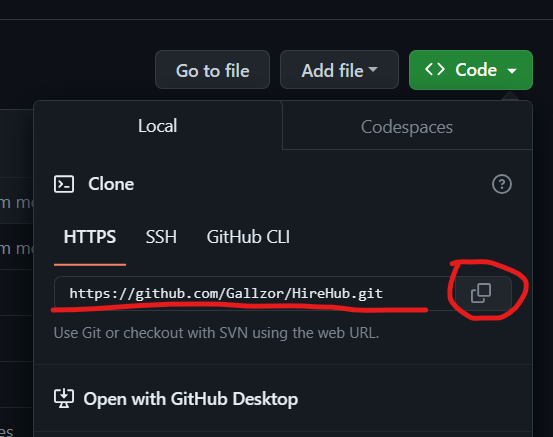 Go to file Add file Code
Local Codespaces
Clone
HTTPS SSH GitHub CLI
https://github.com/Gallzor/HireHub.git
Use Git or checkout with SVN using the web URL.
Open with GitHub Desktop